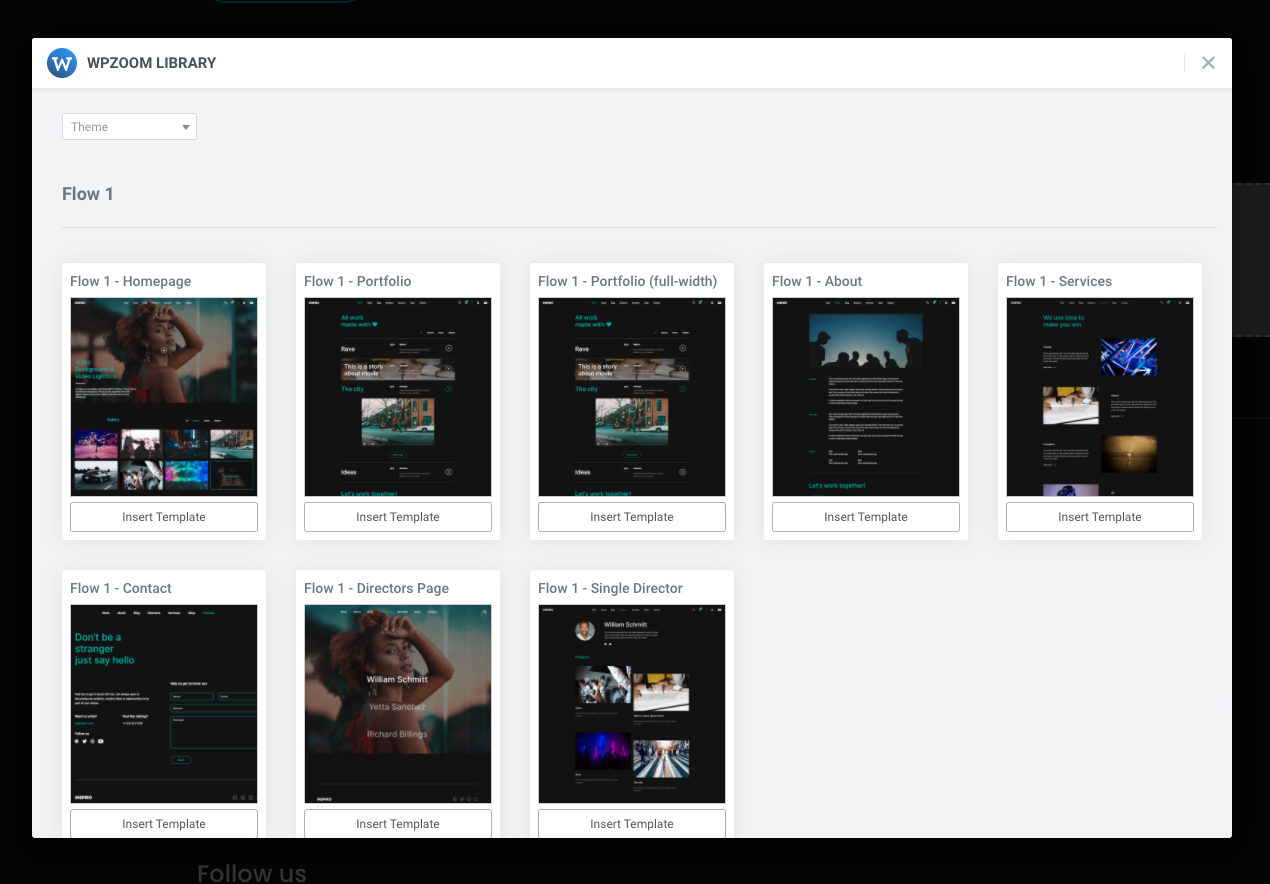 W WPZOOM LIBRARY
Theme
Flow 1
Flow 1 - Homepage
Video
Background &
Video Lightbox
Insert Template
Flow 1 - Portfolio
All work
made with
Rave
This is a story
about movie
The city
Ideas
Let's work together!
Insert Template
Flow 1 - Portfolio (full-width)
All work
made with
Rave
This is a story
about movie
The city
Ideas
Let's work together!
Insert Template
Flow 1 - About
Let's work together!
Insert Template
Flow 1 - Services
We use idea to
make you win
Insert Template
Flow 1 - Contact
Don't be a
stranger
just say hello
Follow us
INSPIRO
Insert Template
Flow 1 - Directors Page
William Schmitt
Yetta Sanchez
Richard Billings
INSPIRO
Insert Template
Flow 1 - Single Director
William Schmitt
Insert Template
Follow us